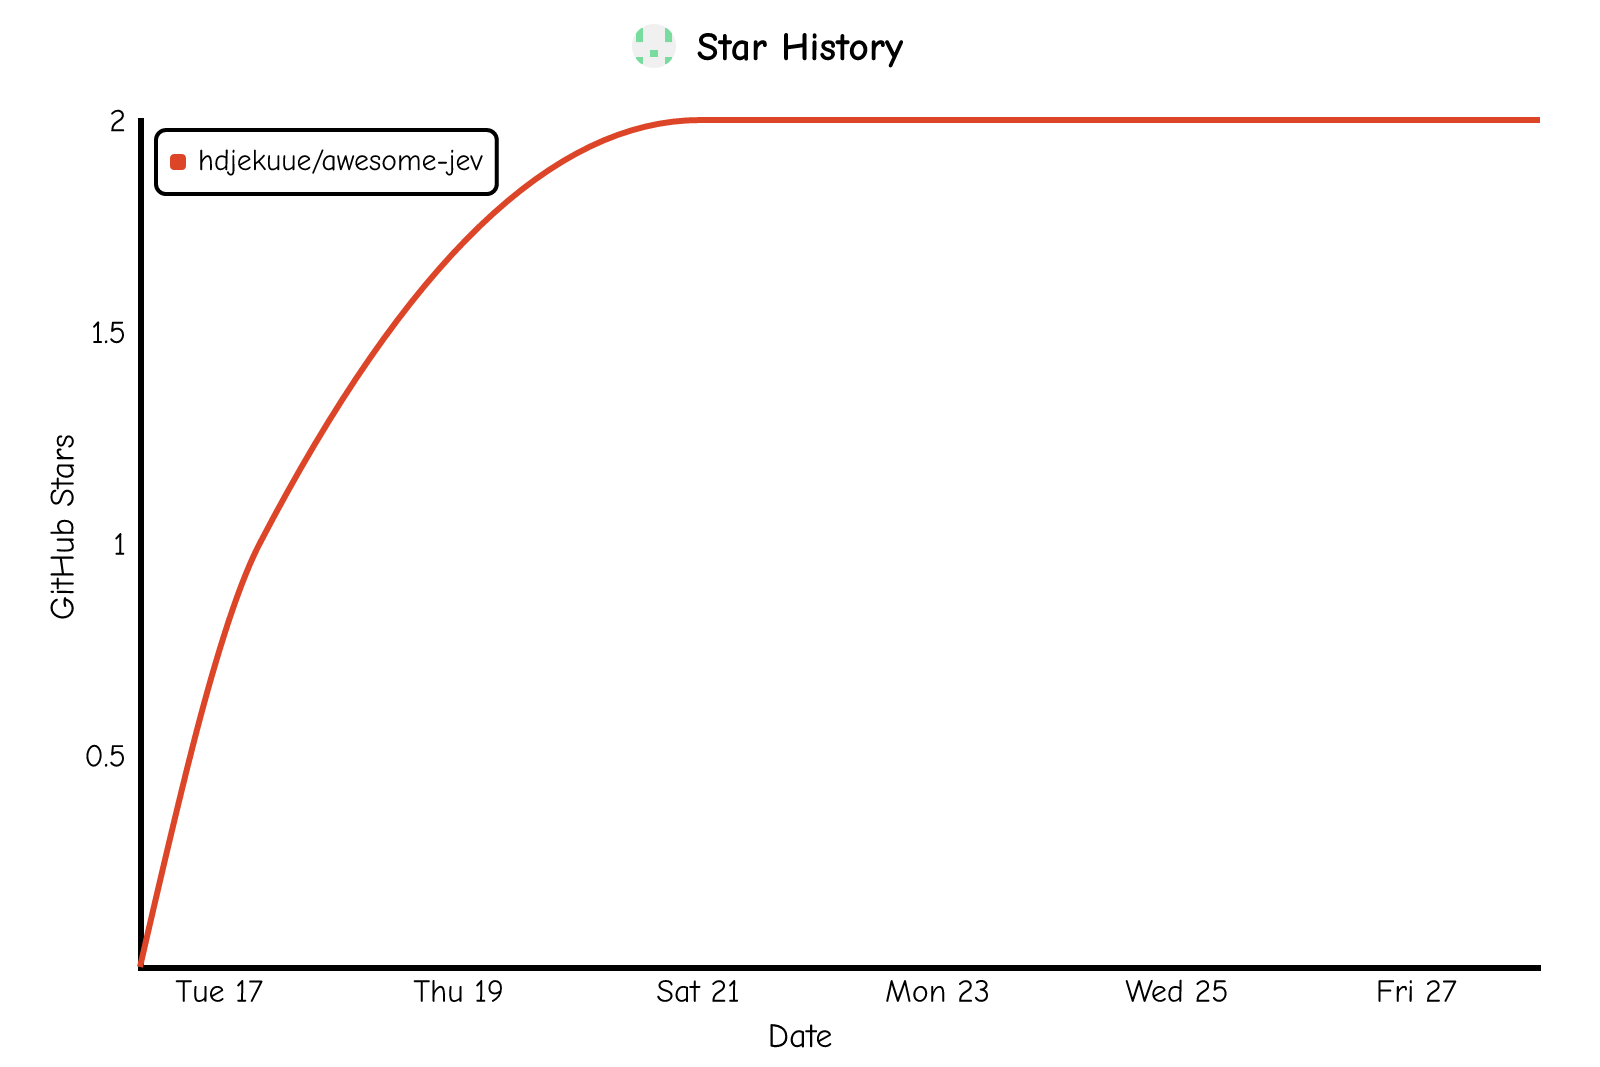 Star History
hdjekuue/awesome-jev
2
1.5
1
0.5
GitHub Stars
Tue 17
Thu 19
Sat 21
Mon 23
Wed 25
Fri 27
Date